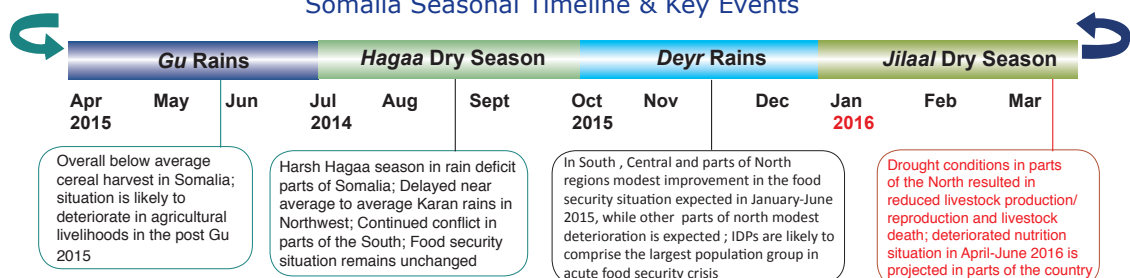 Somalia Seasonal Timeline & Key Events
Gu Rains
Hagaa Dry Season
Deyr Rains
Jilaal Dry Season
Apr May Jun Jul Aug Sept Oct Nov Dec Jan Feb Mar
2015 2014 2015 2016
Overall below average
cereal harvest in Somalia;
situation is likely to
deteriorate in agricultural
livelihoods in the post Gu
2015
Harsh Hagaa season in rain deficit
parts of Somalia; Delayed near
average to average Karan rains in
Northwest; Continued conflict in
parts of the South; Food security
situation remains unchanged
In South , Central and parts of North
regions modest improvement in the food
security situation expected in January-June
2015, while other parts of north modest
deterioration is expected ; IDPs are likely to
comprise the largest population group in
acute food security crisis
Drought conditions in parts
of the North resulted in
reduced livestock production/
reproduction and livestock
death; deteriorated nutrition
situation in April-June 2016 is
projected in parts of the country